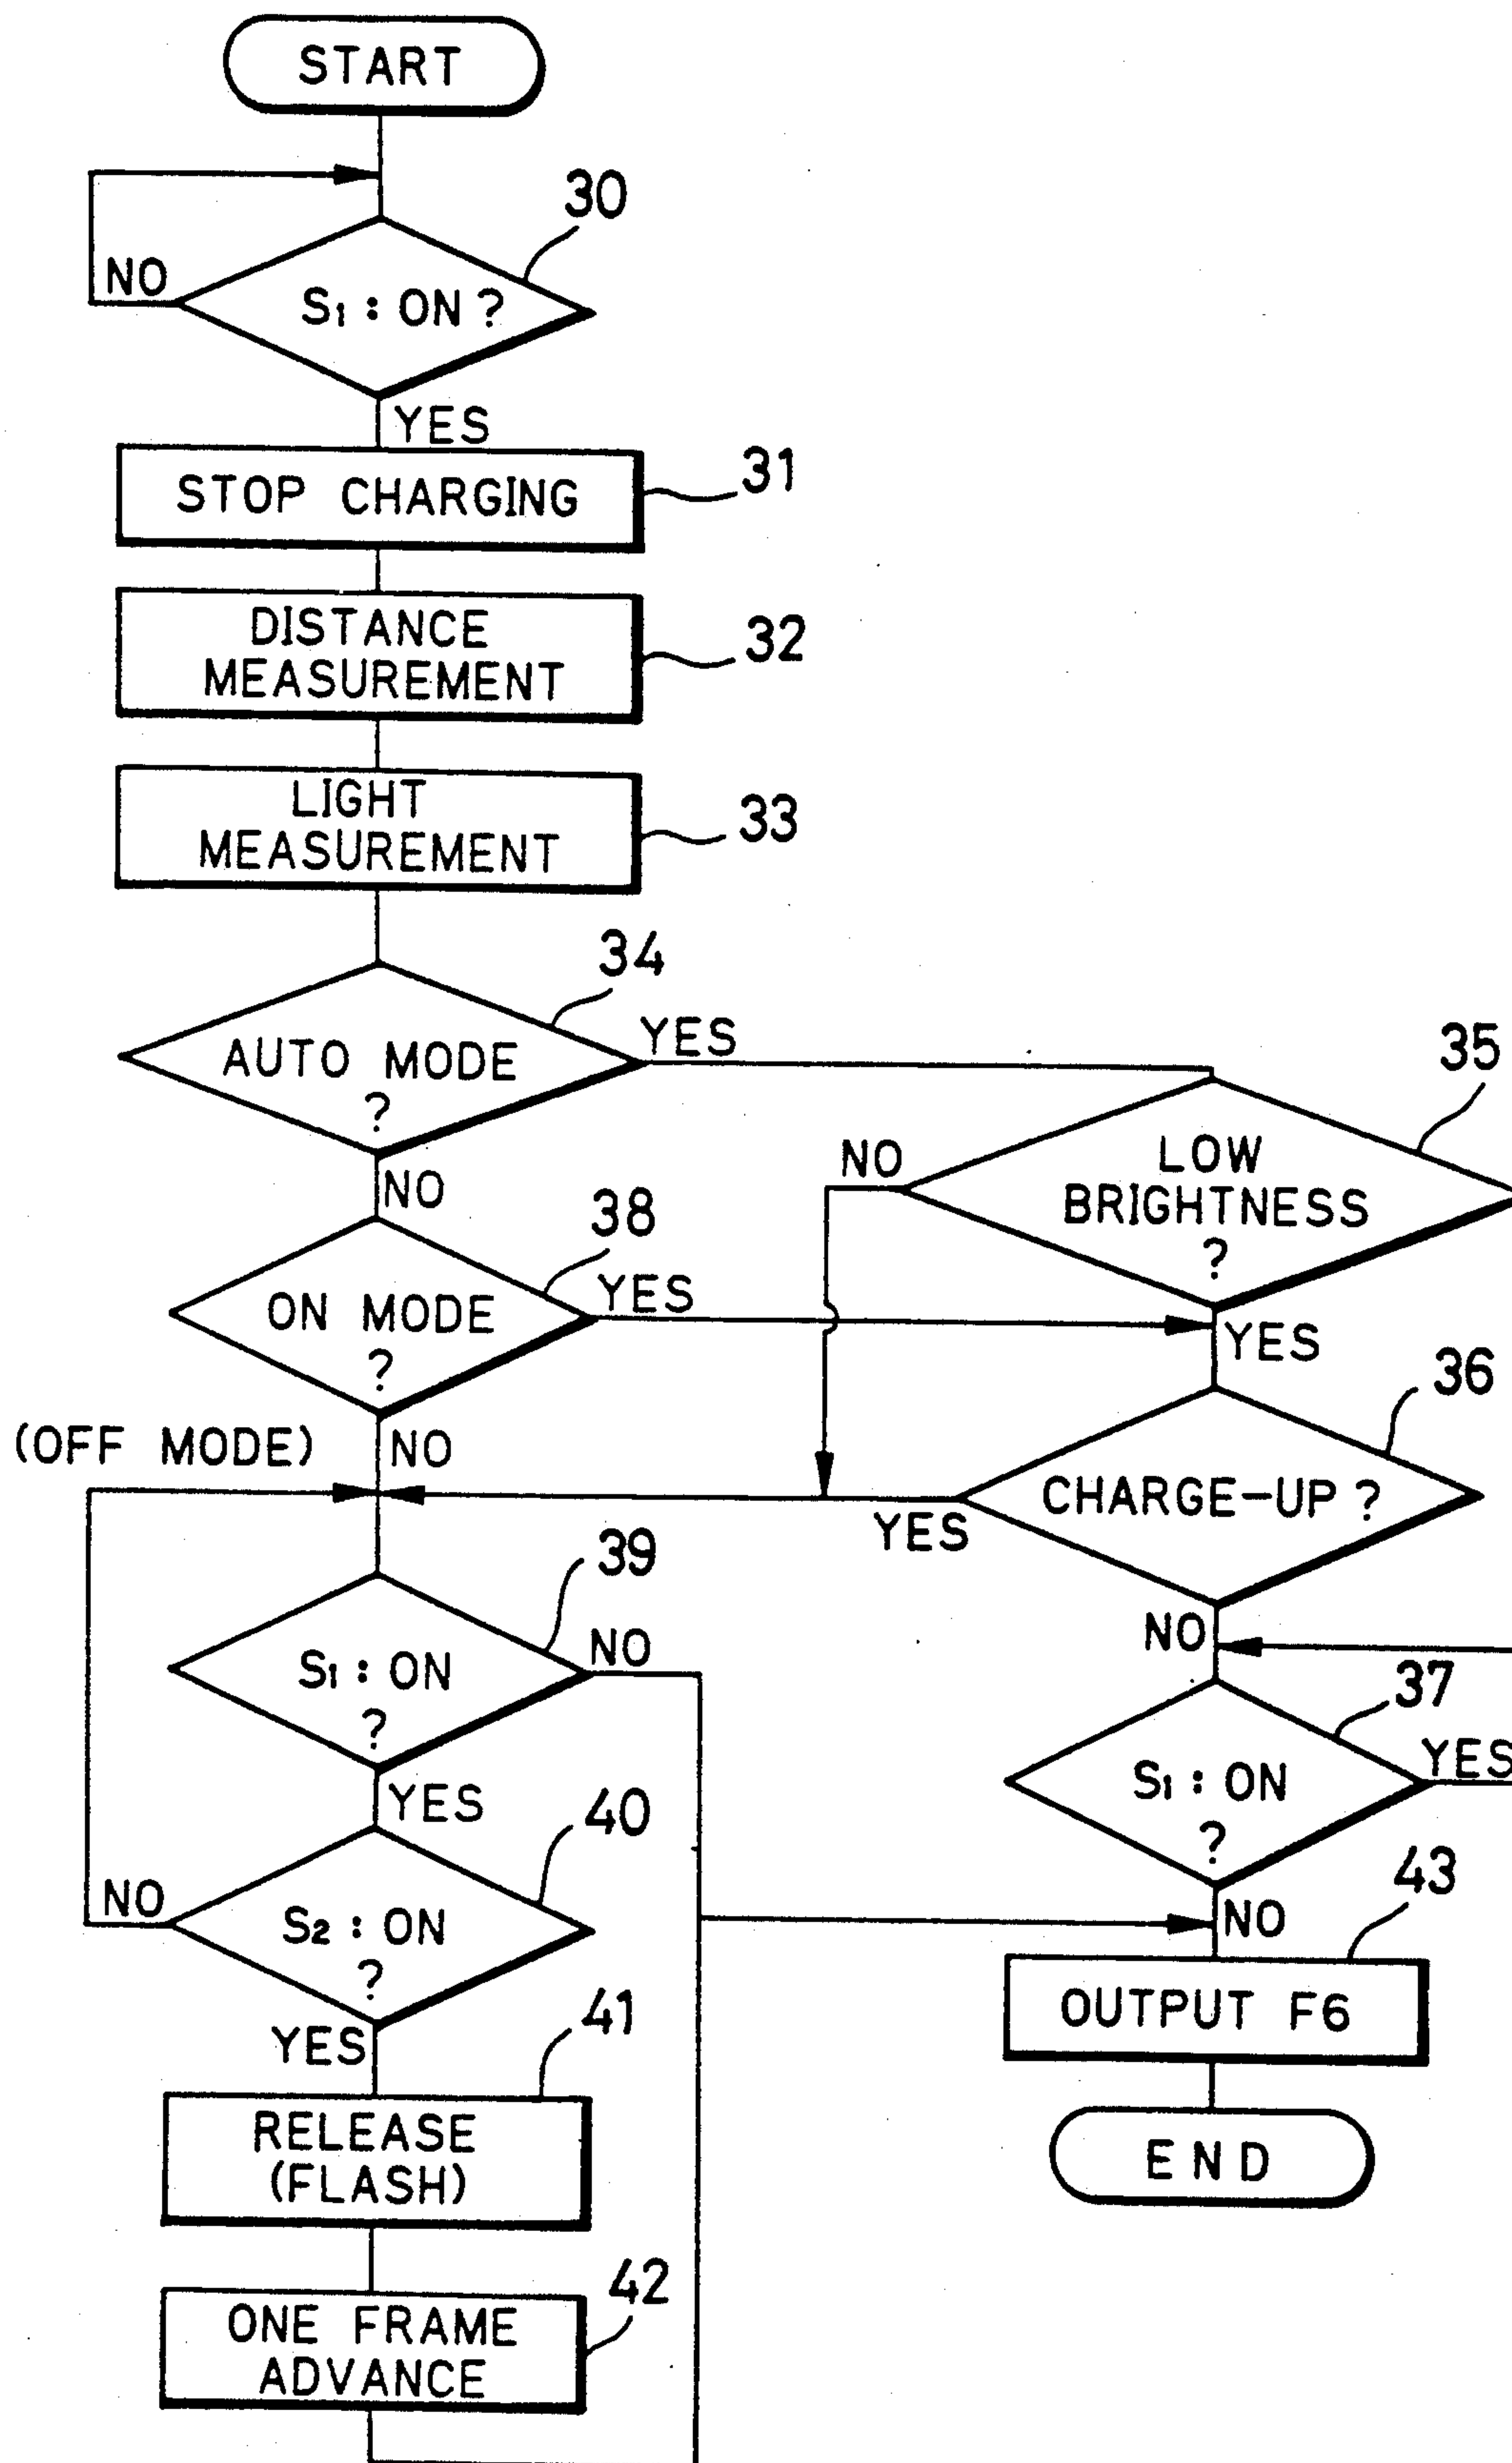 START
30
NO
S1 : ON ?
YES
STOP CHARGING
31
DISTANCE
MEASUREMENT
32
LIGHT
MEASUREMENT
33
34
AUTO MODE
?
YES
35
NO
LOW
BRIGHTNESS
?
NO
38
ON MODE
?
YES
YES
36
(OFF MODE)
NO
CHARGE-UP ?
YES
39
S1 : ON
?
NO
NO
37
S1 : ON
?
YES
YES
40
NO
S2 : ON
?
43
NO
OUTPUT F6
YES
41
RELEASE
(FLASH)
END
42
ONE FRAME
ADVANCE